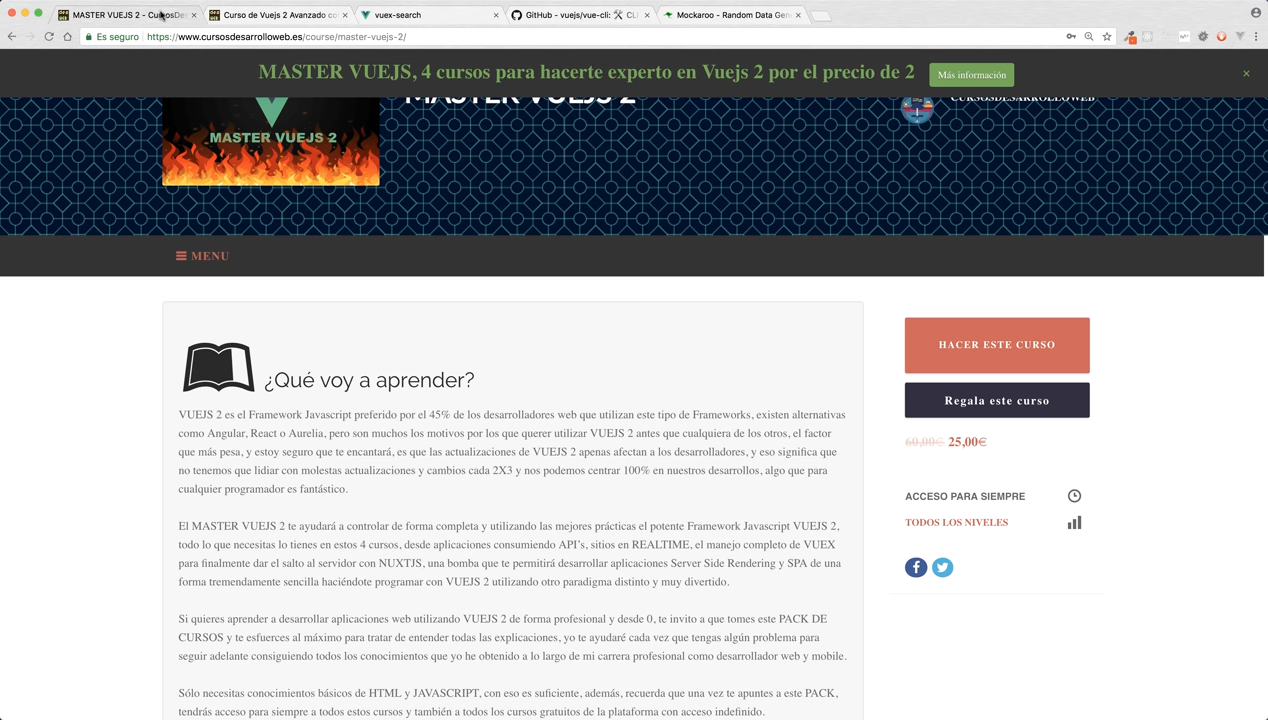 MASTER VUEJS 2 - CursosDes
Curso de Vuejs 2 Avanzado co
vuex-search
GitHub - vuejs/vue-cli: 🛠 CLI
Mockaroo - Random Data Gen
Es seguro
https://www.cursosdesarrolloweb.es/course/master-vuejs-2/
MASTER VUEJS, 4 cursos para hacerte experto en Vuejs 2 por el precio de 2
Más información
×
MASTER VUEJS 2
CURSOSDESARROLLOWEB
MASTER VUEJS 2
MENU
¿Qué voy a aprender?
VUEJS 2 es el Framework Javascript preferido por el 45% de los desarrolladores web que utilizan este tipo de Frameworks, existen alternativas
como Angular, React o Aurelia, pero son muchos los motivos por los que querer utilizar VUEJS 2 antes que cualquiera de los otros, el factor
que más pesa, y estoy seguro que te encantará, es que las actualizaciones de VUEJS 2 apenas afectan a los desarrolladores, y eso significa que
no tenemos que lidiar con molestas actualizaciones y cambios cada 2X3 y nos podemos centrar 100% en nuestros desarrollos, algo que para
cualquier programador es fantástico.
El MASTER VUEJS 2 te ayudará a controlar de forma completa y utilizando las mejores prácticas el potente Framework Javascript VUEJS 2,
todo lo que necesitas lo tienes en estos 4 cursos, desde aplicaciones consumiendo API's, sitios en REALTIME, el manejo completo de VUEX
para finalmente dar el salto al servidor con NUXTJS, una bomba que te permitirá desarrollar aplicaciones Server Side Rendering y SPA de una
forma tremendamente sencilla haciéndote programar con VUEJS 2 utilizando otro paradigma distinto y muy divertido.
Si quieres aprender a desarrollar aplicaciones web utilizando VUEJS 2 de forma profesional y desde 0, te invito a que tomes este PACK DE
CURSOS y te esfuerces al máximo para tratar de entender todas las explicaciones, yo te ayudaré cada vez que tengas algún problema para
seguir adelante consiguiendo todos los conocimientos que yo he obtenido a lo largo de mi carrera profesional como desarrollador web y mobile.
Sólo necesitas conocimientos básicos de HTML y JAVASCRIPT, con eso es suficiente, además, recuerda que una vez te apuntes a este PACK,
tendrás acceso para siempre a todos estos cursos y también a todos los cursos gratuitos de la plataforma con acceso indefinido.
HACER ESTE CURSO
Regala este curso
60,00€ 25,00€
ACCESO PARA SIEMPRE
TODOS LOS NIVELES